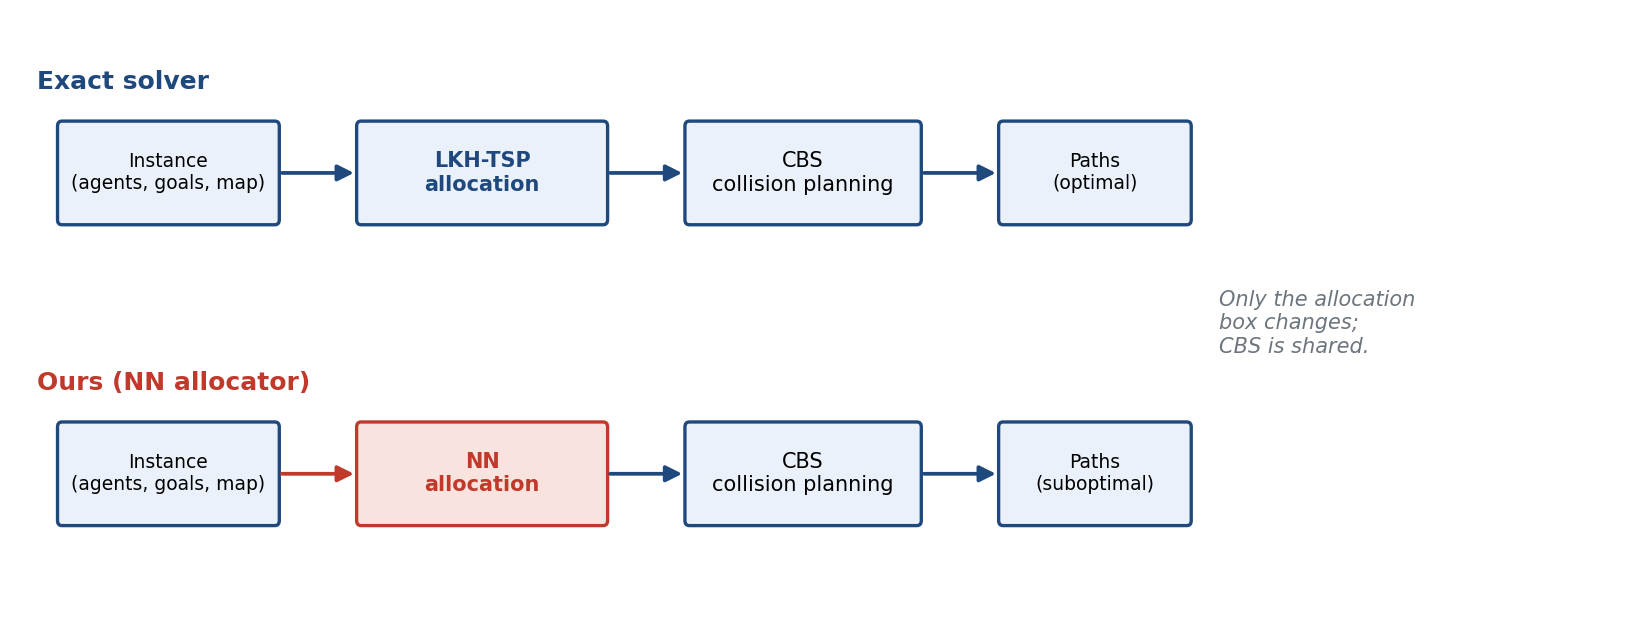 Exact solver
Instance
(agents, goals, map)
LKH-TSP
allocation
CBS
collision planning
Paths
(optimal)
Only the allocation
box changes;
CBS is shared.
Ours (NN allocator)
Instance
(agents, goals, map)
NN
allocation
CBS
collision planning
Paths
(suboptimal)